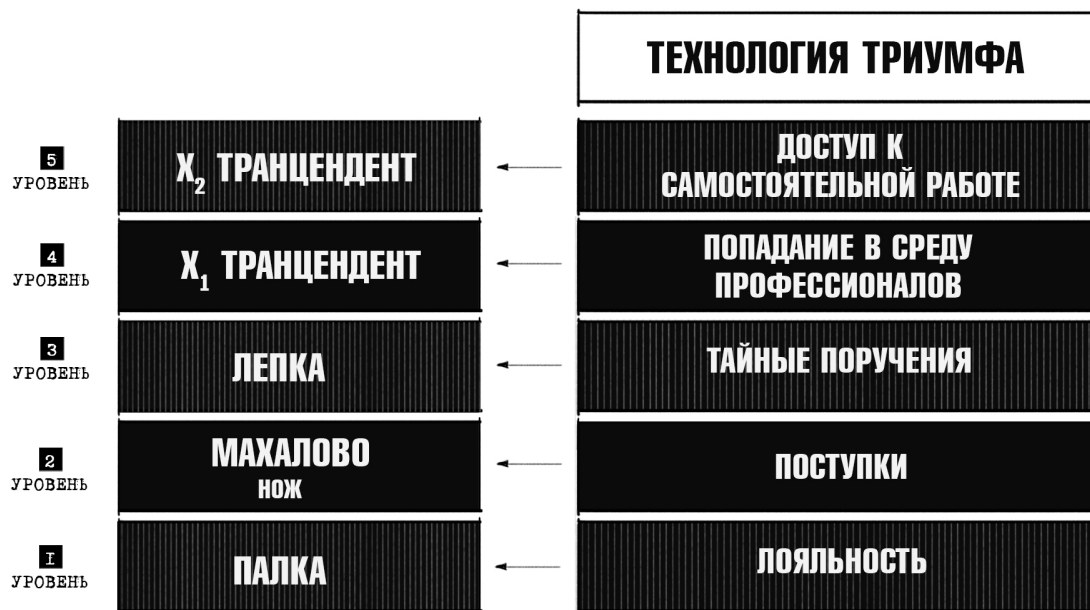 ТЕХНОЛОГИЯ ТРИУМФА
5
УРОВЕНЬ
X₂ ТРАНЦЕНДЕНТ
ДОСТУП К
САМОСТОЯТЕЛЬНОЙ РАБОТЕ
4
УРОВЕНЬ
X₁ ТРАНЦЕНДЕНТ
ПОПАДАНИЕ В СРЕДУ
ПРОФЕССИОНАЛОВ
3
УРОВЕНЬ
ЛЕПКА
ТАЙНЫЕ ПОРУЧЕНИЯ
2
УРОВЕНЬ
МАХАЛОВО
НОЖ
ПОСТУПКИ
I
УРОВЕНЬ
ПАЛКА
ЛОЯЛЬНОСТЬ